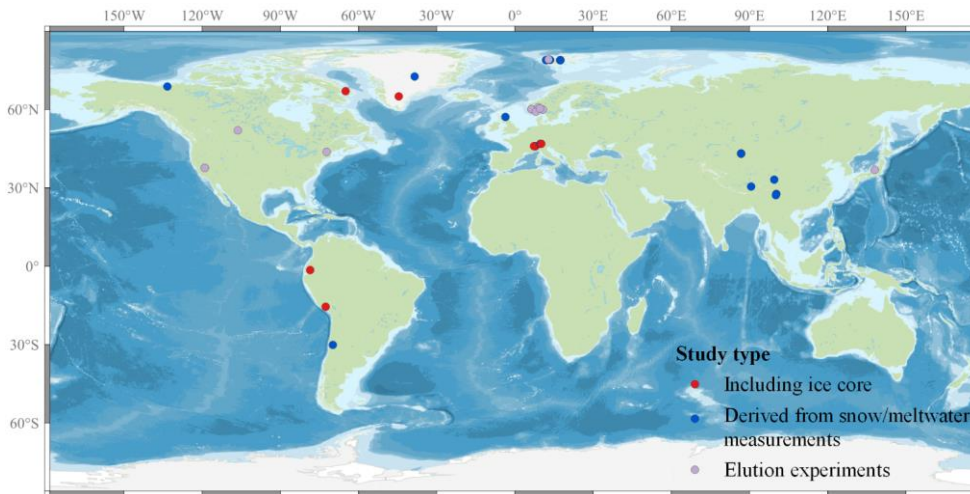 150°W 120°W 90°W 60°W 30°W 0° 30°E 60°E 90°E 120°E 150°E
60°N
30°N
0°
30°S
60°S
Study type
Including ice core
Derived from snow/meltwater
measurements
Elution experiments